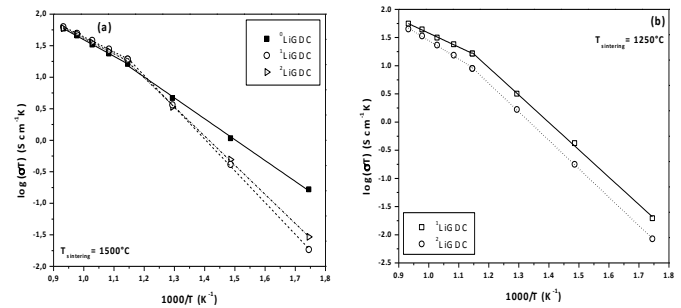 (a)
⁰LiGDC
¹LiGDC
²LiGDC
T sintering = 1500°C
log (σT) (S cm⁻¹K)
2,0
1,5
1,0
0,5
0,0
-0,5
-1,0
-1,5
-2,0
0,9 1,0 1,1 1,2 1,3 1,4 1,5 1,6 1,7 1,8
1000/T (K⁻¹)
(b)
T sintering = 1250°C
¹LiGDC
²LiGDC
log (σT) (S cm⁻¹K)
2.0
1.5
1.0
0.5
0.0
-0.5
-1.0
-1.5
-2.0
-2.5
0.9 1.0 1.1 1.2 1.3 1.4 1.5 1.6 1.7 1.8
1000/T (K⁻¹)